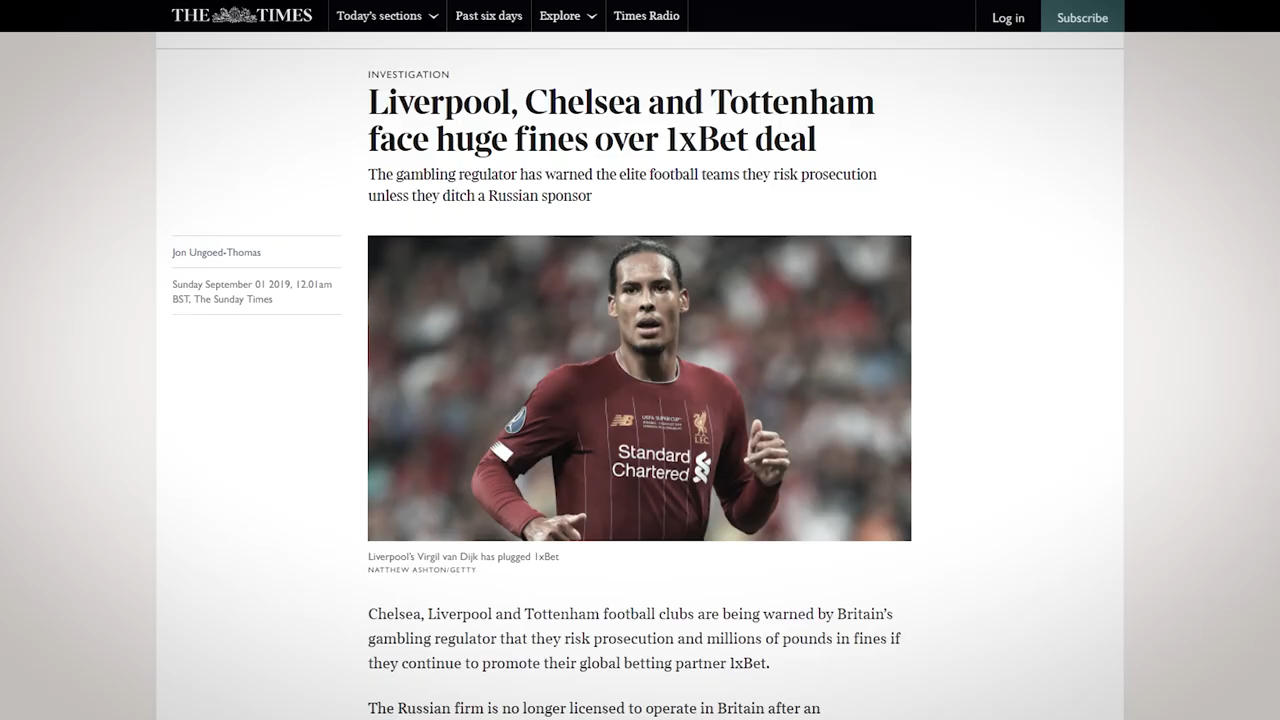 THE TIMES
Today's sections
Past six days
Explore
Times Radio
Log in
Subscribe
INVESTIGATION
Liverpool, Chelsea and Tottenham
face huge fines over 1xBet deal
The gambling regulator has warned the elite football teams they risk prosecution
unless they ditch a Russian sponsor
Jon Ungoed-Thomas
Sunday September 01 2019, 12.01am
BST, The Sunday Times
NB
UEFA SUPER CUP
L.F.C.
Standard
Chartered
Liverpool's Virgil van Dijk has plugged 1xBet
NATTHEW ASHTON/GETTY
Chelsea, Liverpool and Tottenham football clubs are being warned by Britain's
gambling regulator that they risk prosecution and millions of pounds in fines if
they continue to promote their global betting partner 1xBet.
The Russian firm is no longer licensed to operate in Britain after an